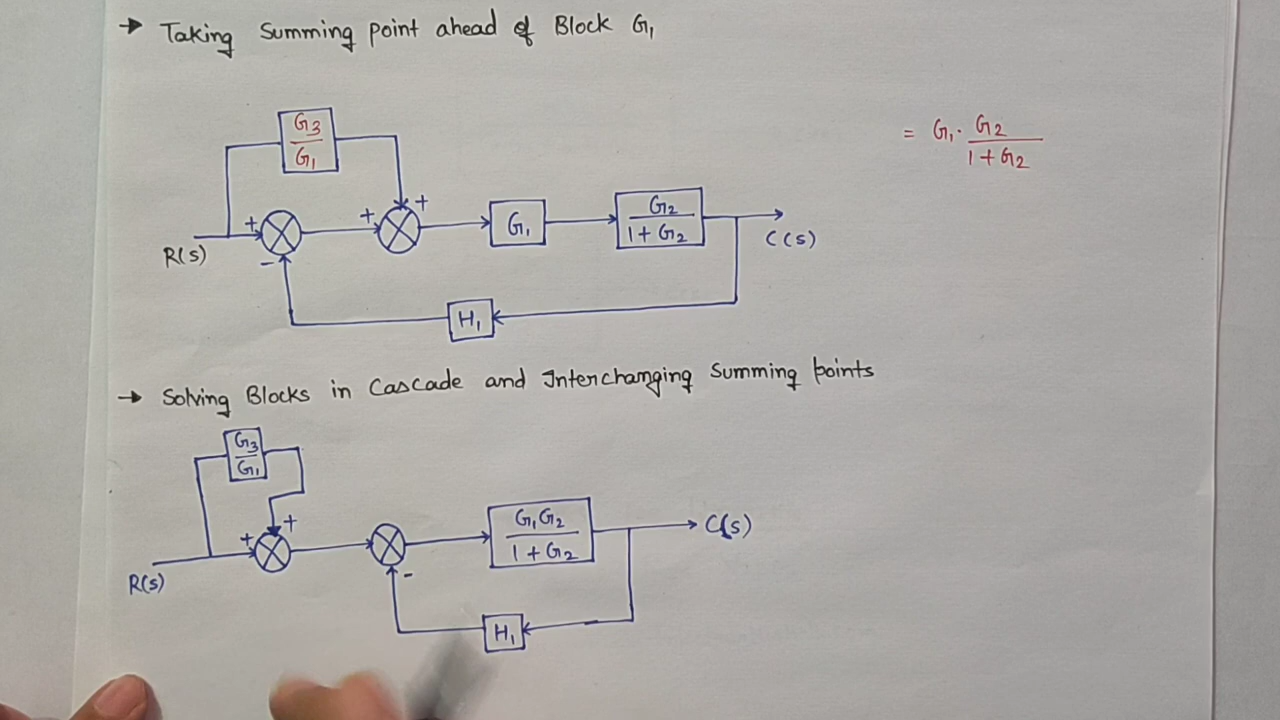 → Taking Summing point ahead of Block G₁
G₃
G₁
= G₁ · G₂
1 + G₂
+
+
+
G₁
G₂
1 + G₂
R(s)
-
C(s)
H₁
→ Solving Blocks in Cascade and Interchanging Summing points
G₃
G₁
+
+
G₁G₂
1 + G₂
C(s)
R(s)
-
H₁